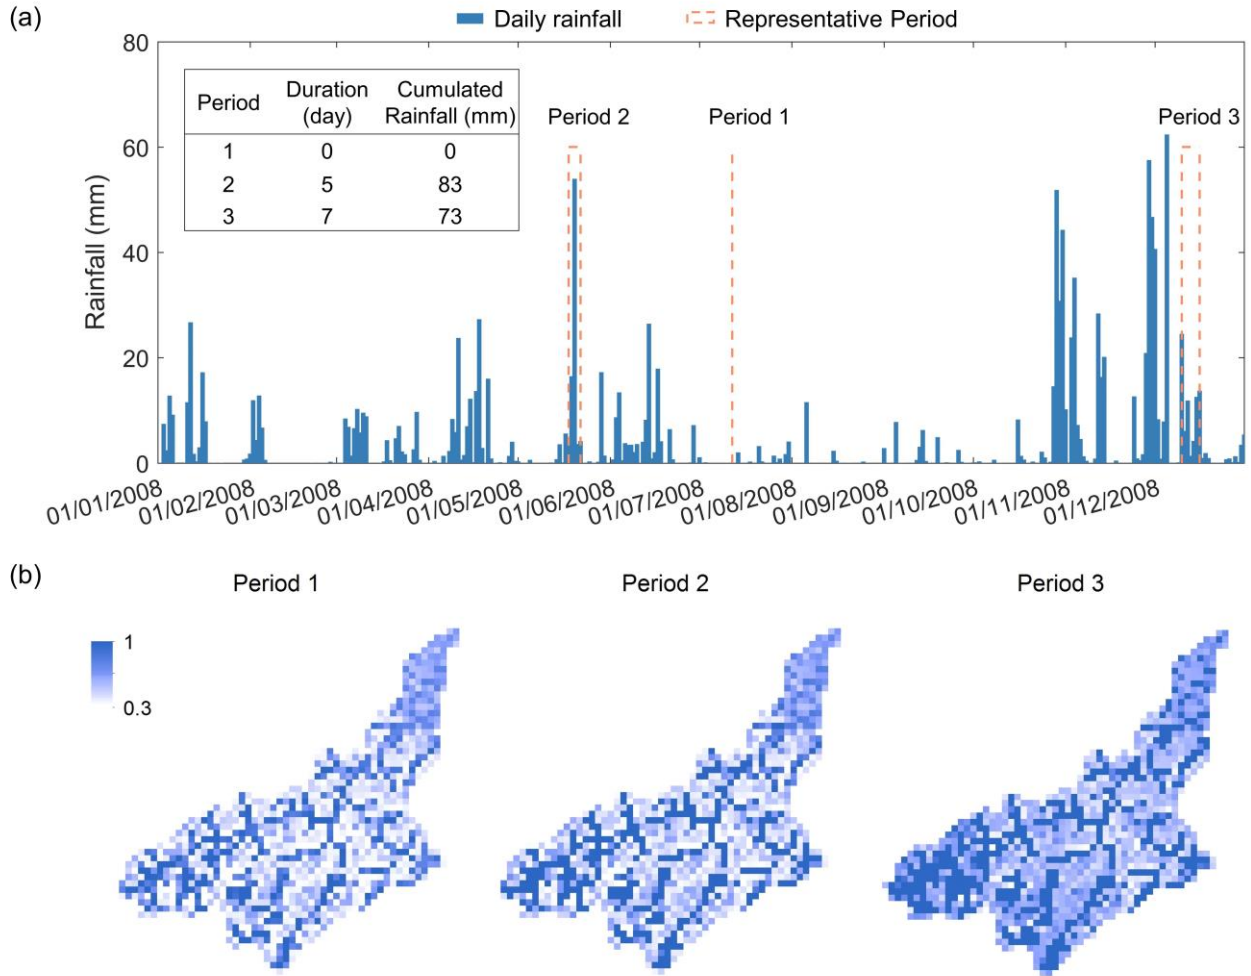 (a)
Daily rainfall
Representative Period
80
60
40
20
0
Rainfall (mm)
Period Duration (day) Cumulated Rainfall (mm)
1 0 0
2 5 83
3 7 73
Period 2
Period 1
Period 3
01/01/2008
01/02/2008
01/03/2008
01/04/2008
01/05/2008
01/06/2008
01/07/2008
01/08/2008
01/09/2008
01/10/2008
01/11/2008
01/12/2008
(b)
Period 1
Period 2
Period 3
1
0.3